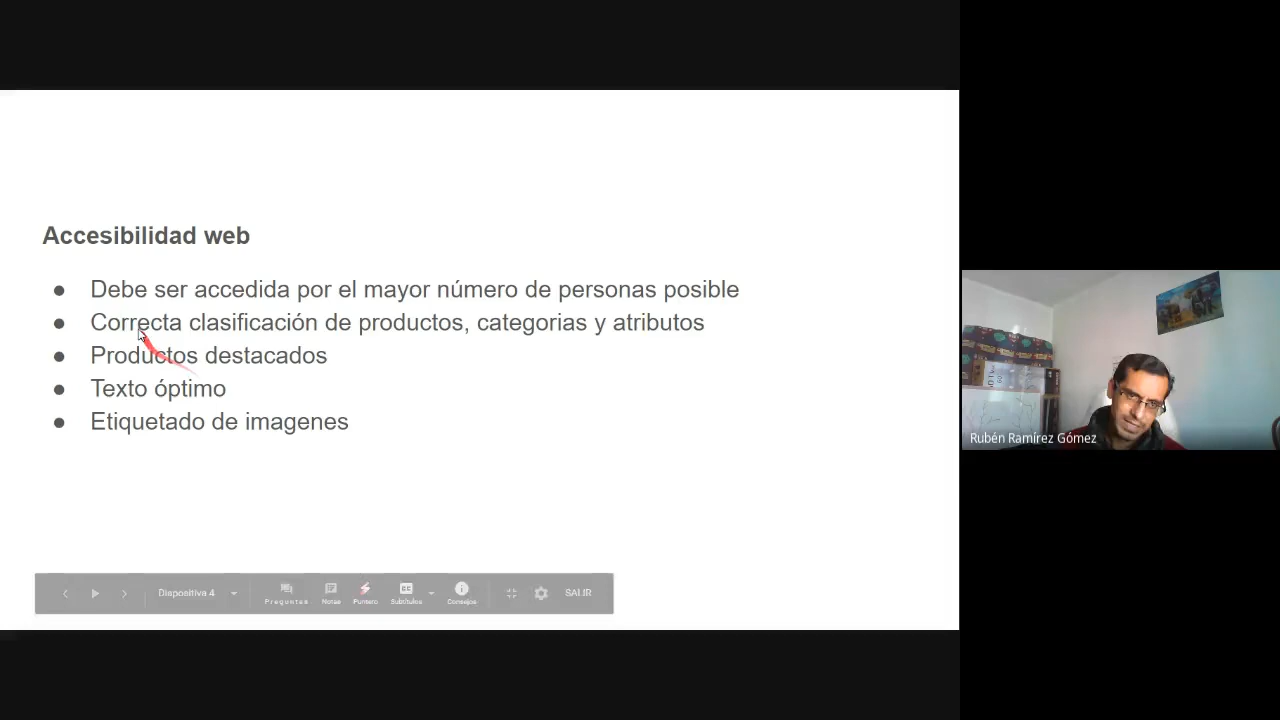 Accesibilidad web
● Debe ser accedida por el mayor número de personas posible
● Correcta clasificación de productos, categorias y atributos
● Productos destacados
● Texto óptimo
● Etiquetado de imagenes
Rubén Ramírez Gómez
Diapositiva 4
Preguntas
Notas
Puntero
Subtítulos
Consejos
SALIR